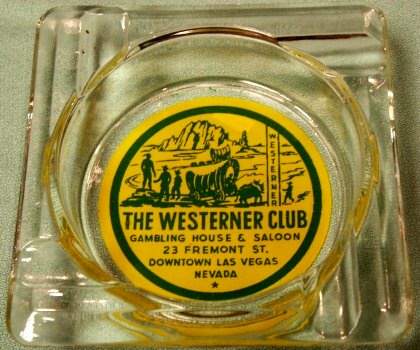 WESTERNER
THE WESTERNER CLUB
GAMBLING HOUSE & SALOON
23 FREMONT ST.
DOWNTOWN LAS VEGAS
NEVADA